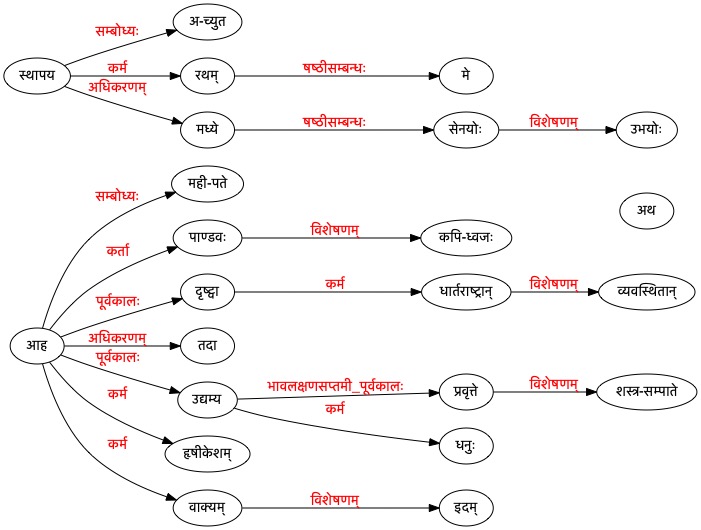 सम्बोध्यः अ-च्युत
स्थापय कर्म रथम् षष्ठीसम्बन्धः मे
अधिकरणम् मध्ये षष्ठीसम्बन्धः सेनयोः विशेषणम् उभयोः
सम्बोध्यः मही-पते
अथ
कर्ता पाण्डवः विशेषणम् कपि-ध्वजः
पूर्वकालः दृष्ट्वा कर्म धार्तराष्ट्रान् विशेषणम् व्यवस्थितान्
आह अधिकरणम् तदा
पूर्वकालः उद्यम्य भावलक्षणसप्तमी_पूर्वकालः प्रवृत्ते विशेषणम् शस्त्र-सम्पाते
कर्म धनुः
कर्म हृषीकेशम्
कर्म वाक्यम् विशेषणम् इदम्